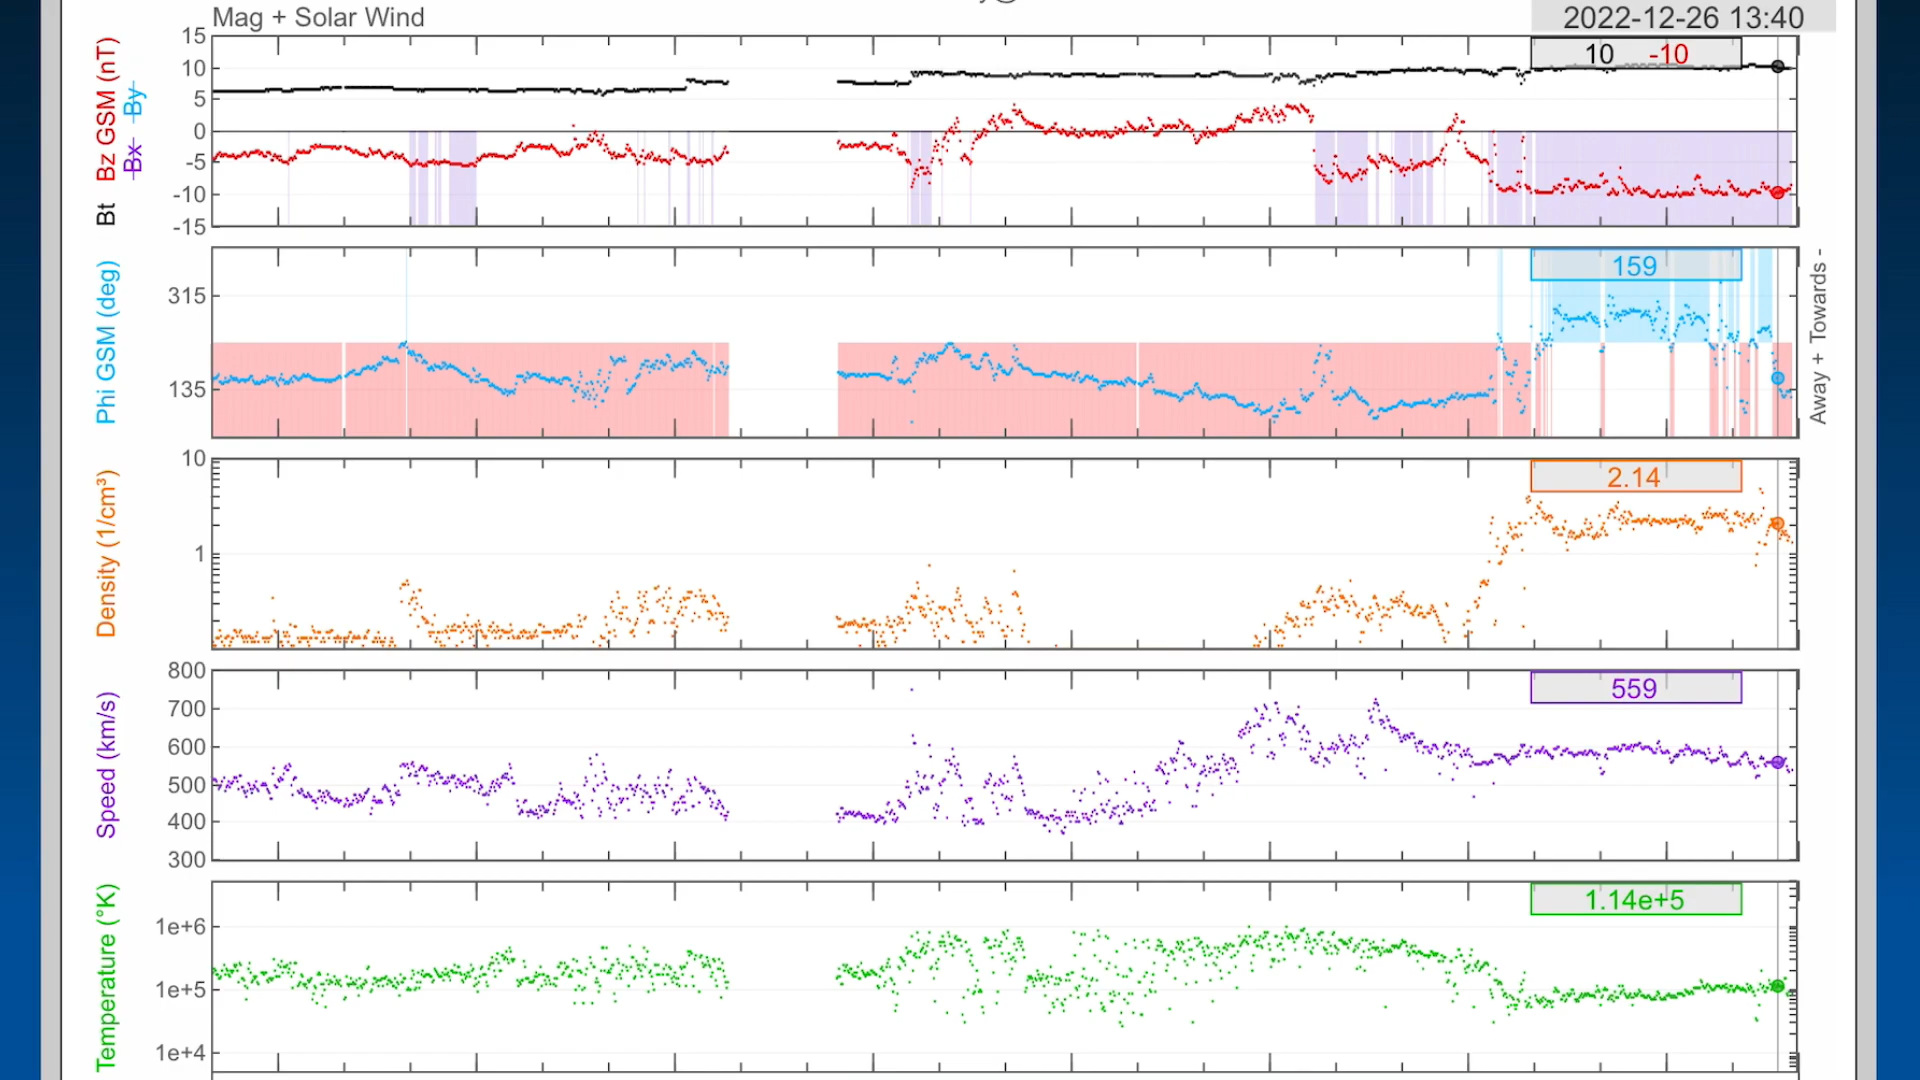 Mag + Solar Wind
2022-12-26 13:40
Bt Bz GSM (nT)
Bx By
15
10
5
0
-5
-10
-15
10 -10
Phi GSM (deg)
315
135
159
Away + Towards -
Density (1/cm³)
10
1
2.14
Speed (km/s)
800
700
600
500
400
300
559
Temperature (°K)
1e+6
1e+5
1e+4
1.14e+5